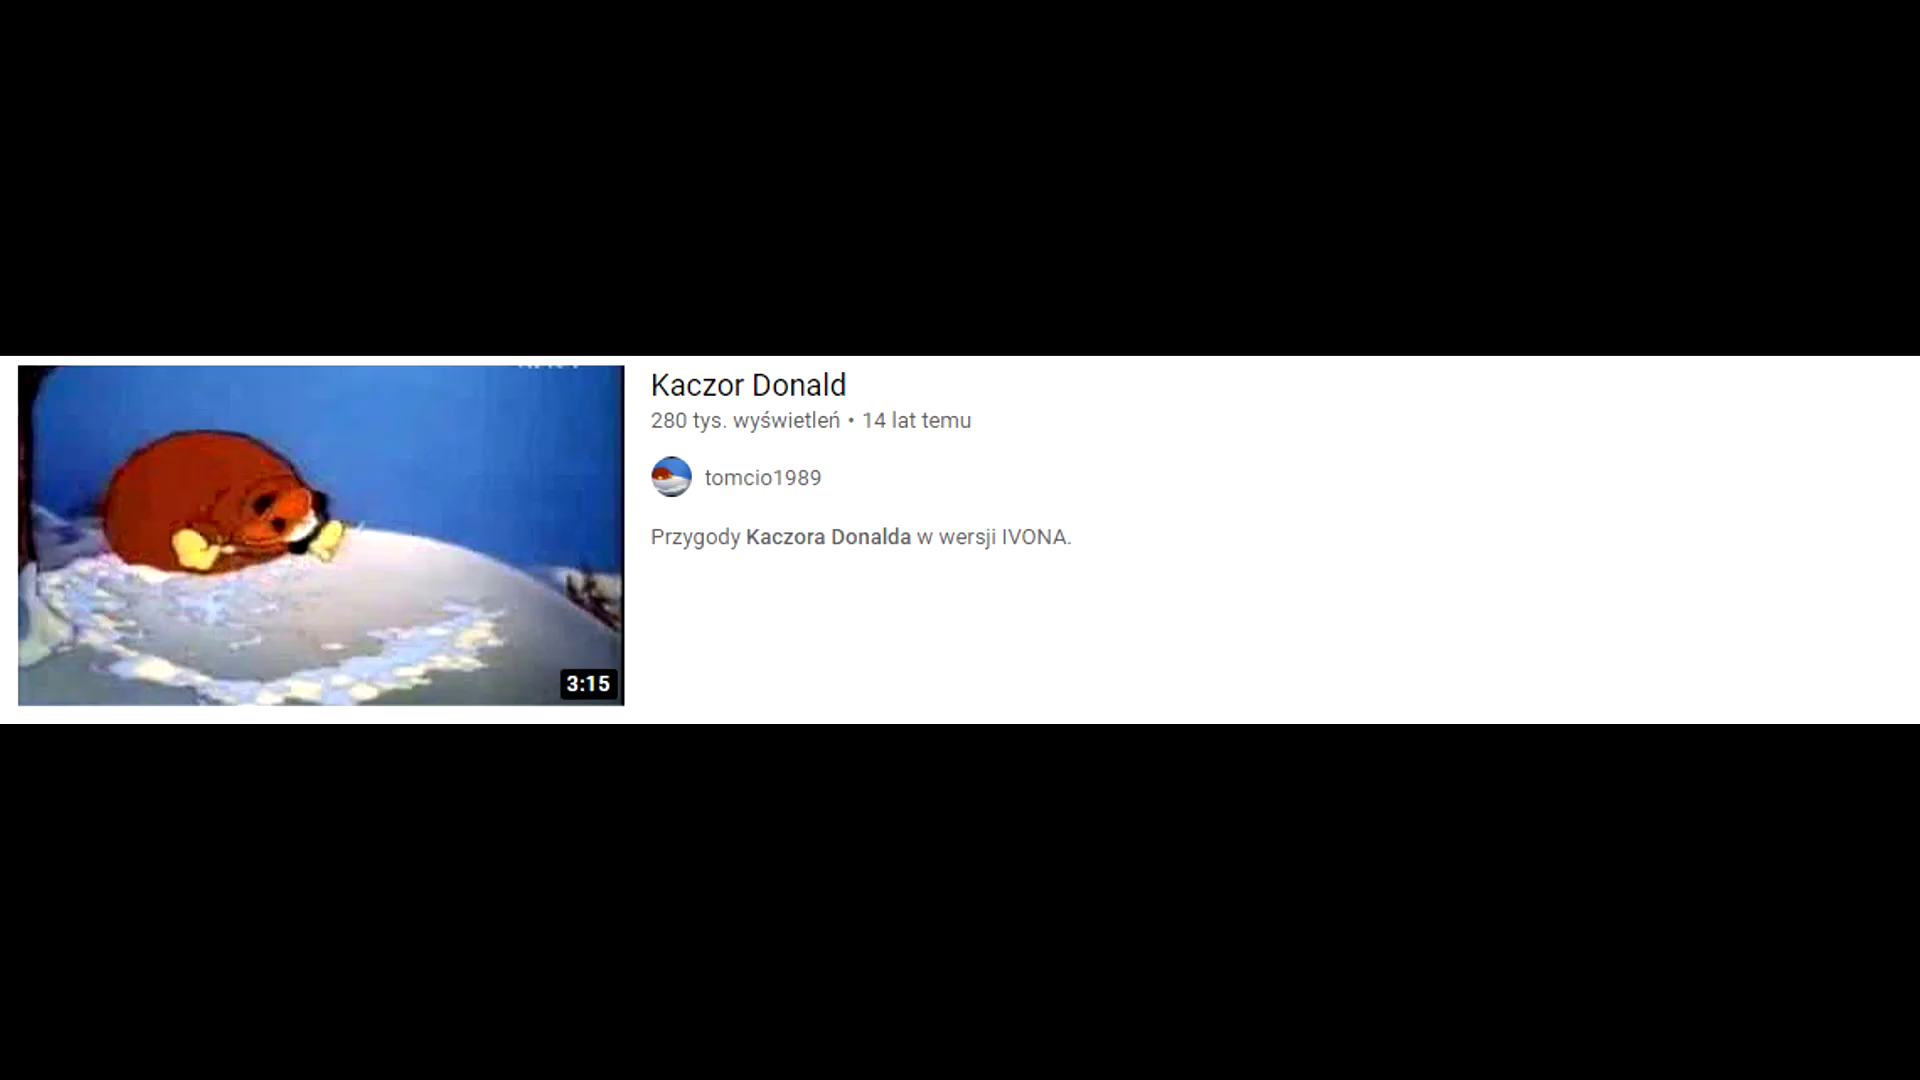 Kaczor Donald
280 tys. wyświetleń • 14 lat temu
tomcio1989
Przygody Kaczora Donalda w wersji IVONA.
3:15